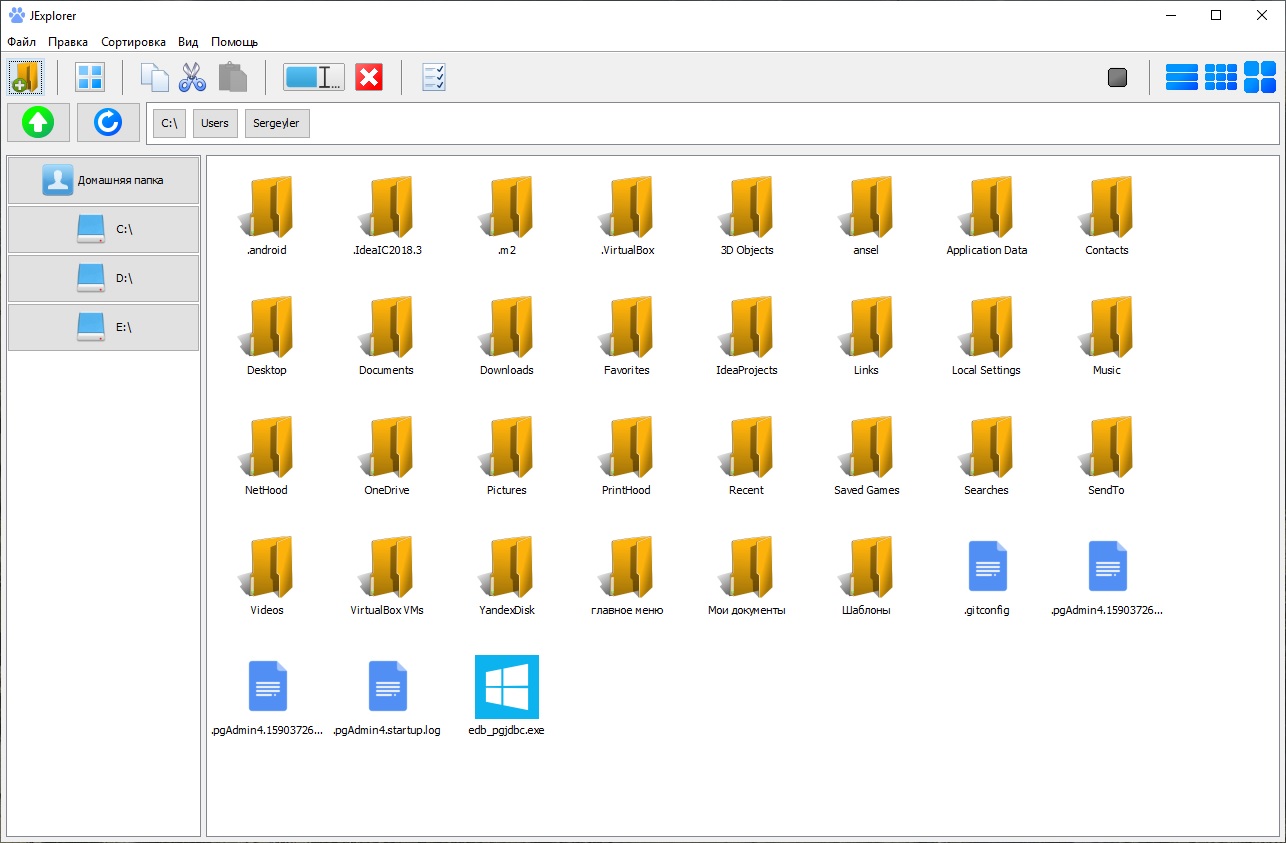 JExplorer
Файл Правка Сортировка Вид Помощь
C:\ Users Sergeyler
Домашняя папка
C:\
D:\
E:\
.android .IdeaIC2018.3 .m2 .VirtualBox 3D Objects ansel Application Data Contacts
Desktop Documents Downloads Favorites IdeaProjects Links Local Settings Music
NetHood OneDrive Pictures PrintHood Recent Saved Games Searches SendTo
Videos VirtualBox VMs YandexDisk главное меню Мои документы Шаблоны .gitconfig .pgAdmin4.15903726...
.pgAdmin4.15903726... .pgAdmin4.startup.log edb_pgjdbc.exe